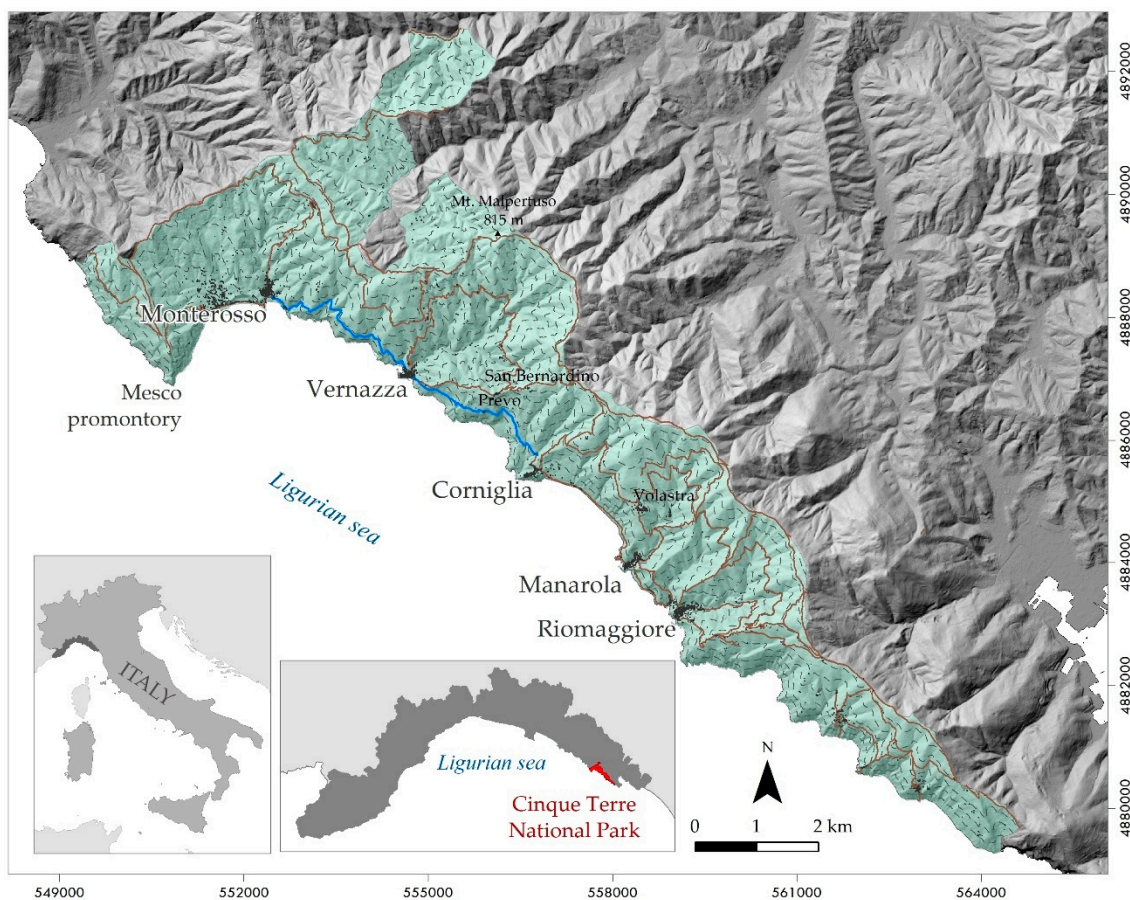 4892000
4890000
4888000
4886000
4884000
4882000
4880000
Mt. Malpertuso
815 m
Monterosso
Mesco
promontory
Vernazza
San Bernardino
Prevo
Corniglia
Volastra
Ligurian sea
Manarola
Riomaggiore
ITALY
Ligurian sea
Cinque Terre
National Park
N
0 1 2 km
549000 552000 555000 558000 561000 564000